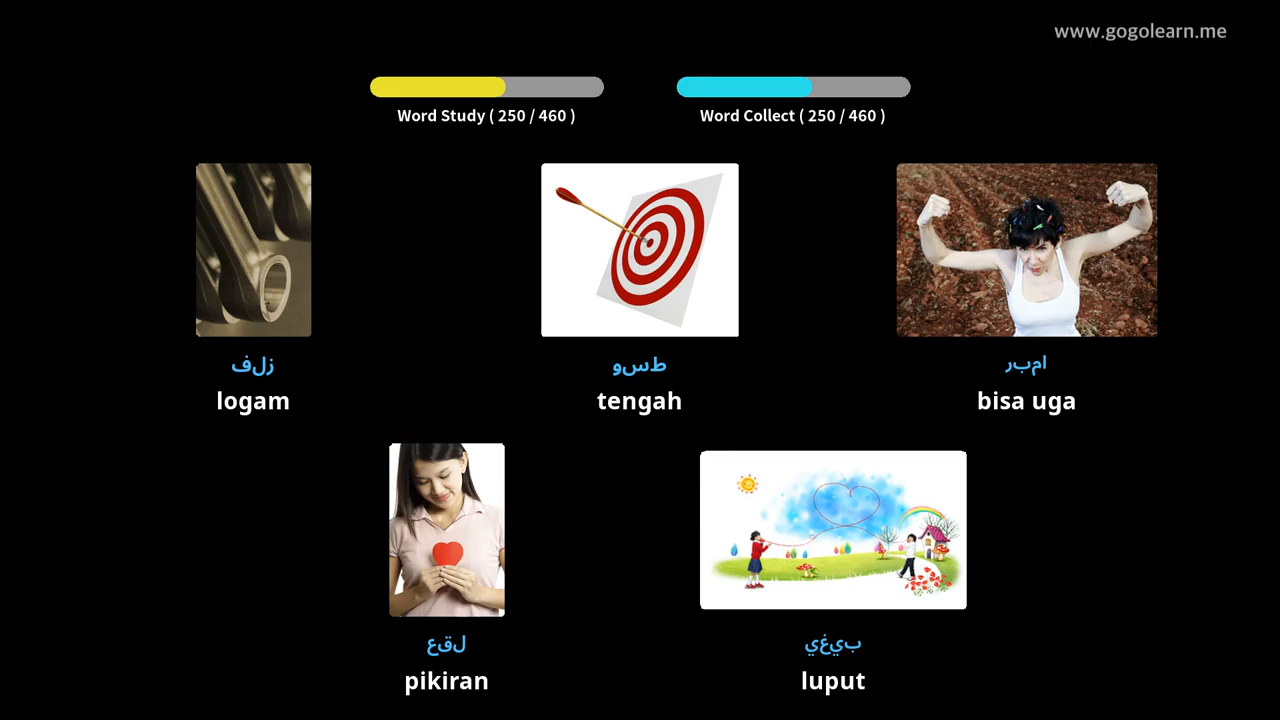 www.gogolearn.me
Word Study ( 250 / 460 )
Word Collect ( 250 / 460 )
زلف
logam
طسو
tengah
امبر
bisa uga
لقع
pikiran
بيغي
luput